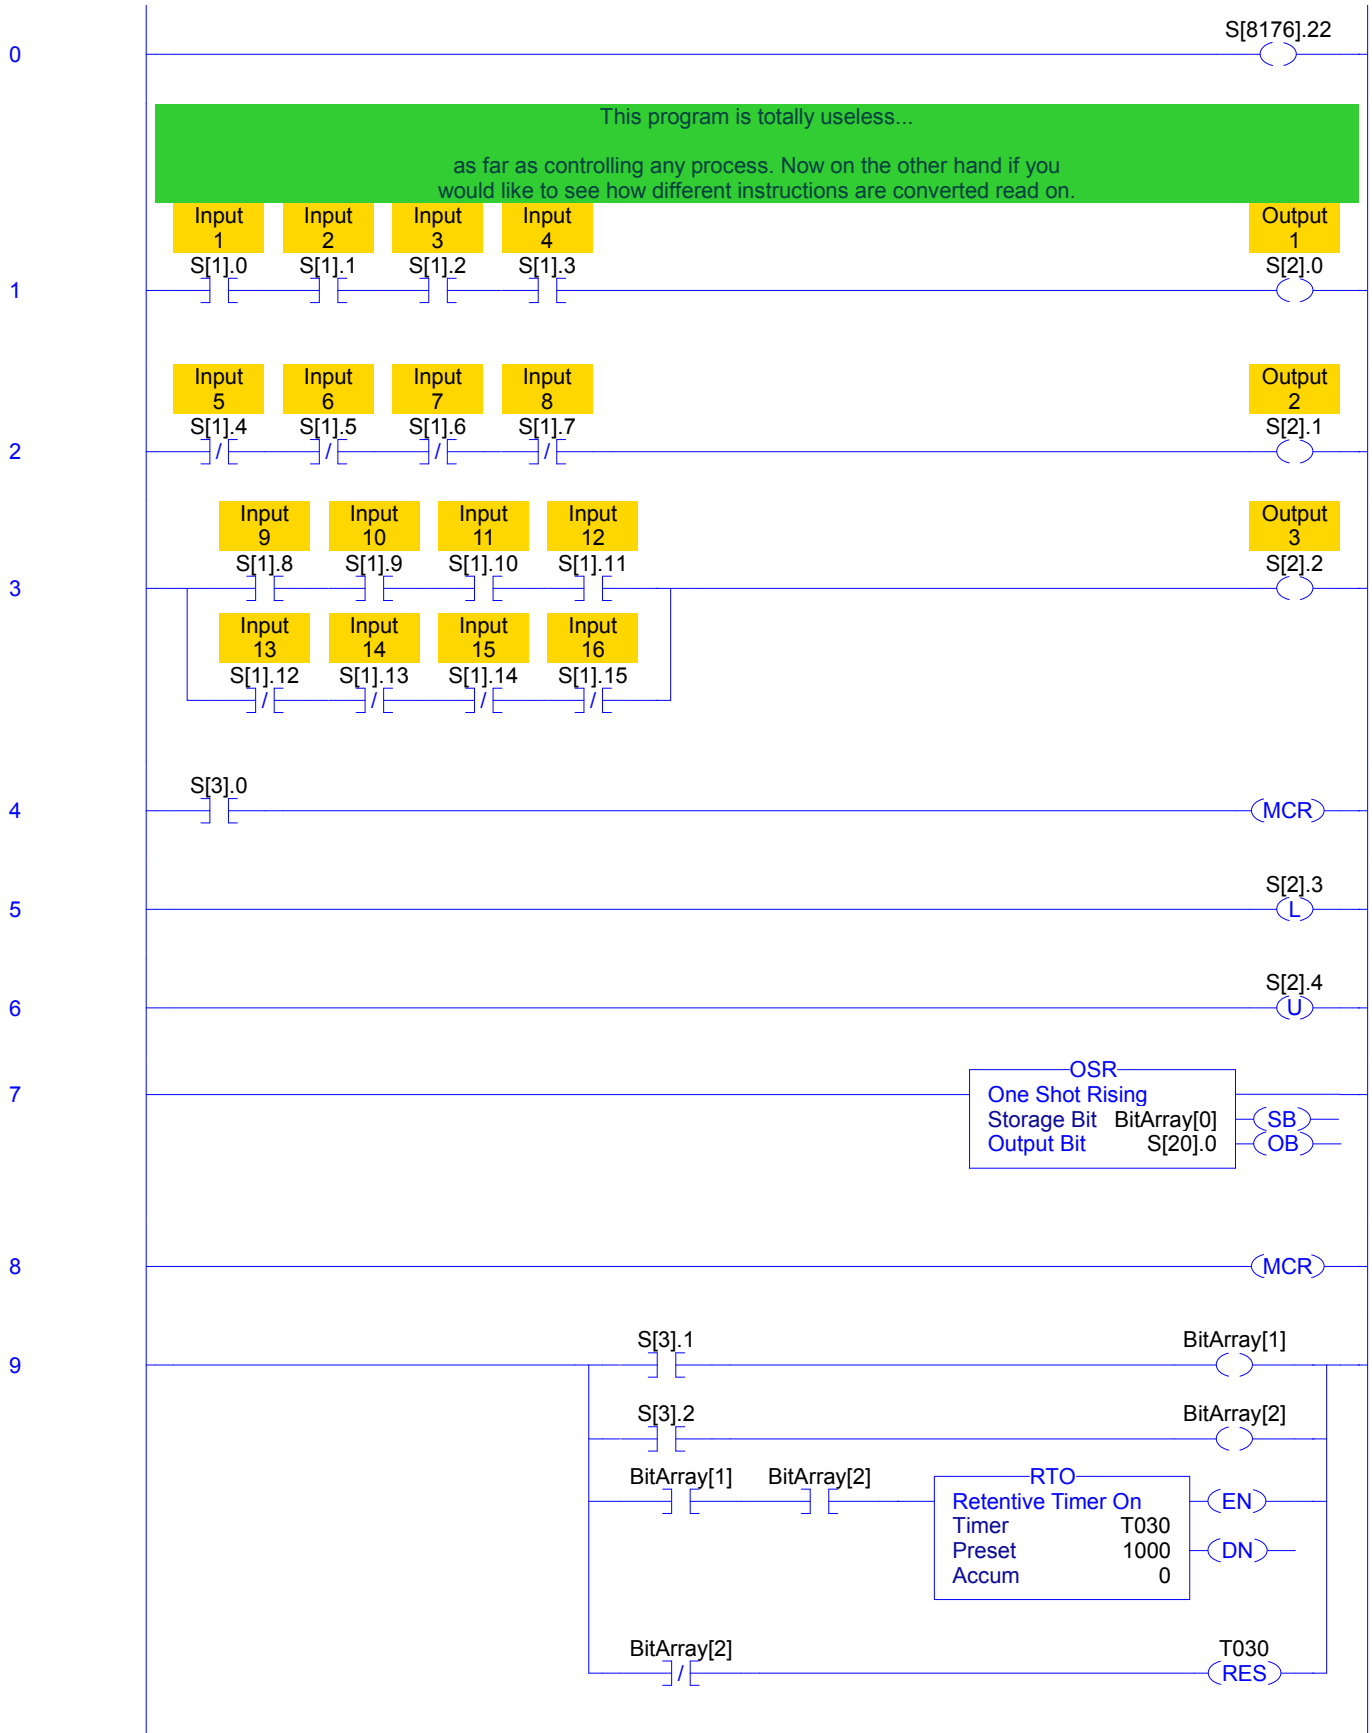 S[8176].22
0
This program is totally useless...
as far as controlling any process. Now on the other hand if you
would like to see how different instructions are converted read on.
Input Input Input Input Output
1 2 3 4 1
S[1].0 S[1].1 S[1].2 S[1].3 S[2].0
1
Input Input Input Input Output
5 6 7 8 2
S[1].4 S[1].5 S[1].6 S[1].7 S[2].1
2 / / / /
Input Input Input Input Output
9 10 11 12 3
S[1].8 S[1].9 S[1].10 S[1].11 S[2].2
3
Input Input Input Input
13 14 15 16
S[1].12 S[1].13 S[1].14 S[1].15
/ / / /
S[3].0
4 MCR
S[2].3
5 L
S[2].4
6 U
OSR
7 One Shot Rising
Storage Bit BitArray[0] SB
Output Bit S[20].0 OB
8 MCR
S[3].1 BitArray[1]
9
S[3].2 BitArray[2]
BitArray[1] BitArray[2] RTO
Retentive Timer On EN
Timer T030
Preset 1000 DN
Accum 0
BitArray[2] T030
/ RES